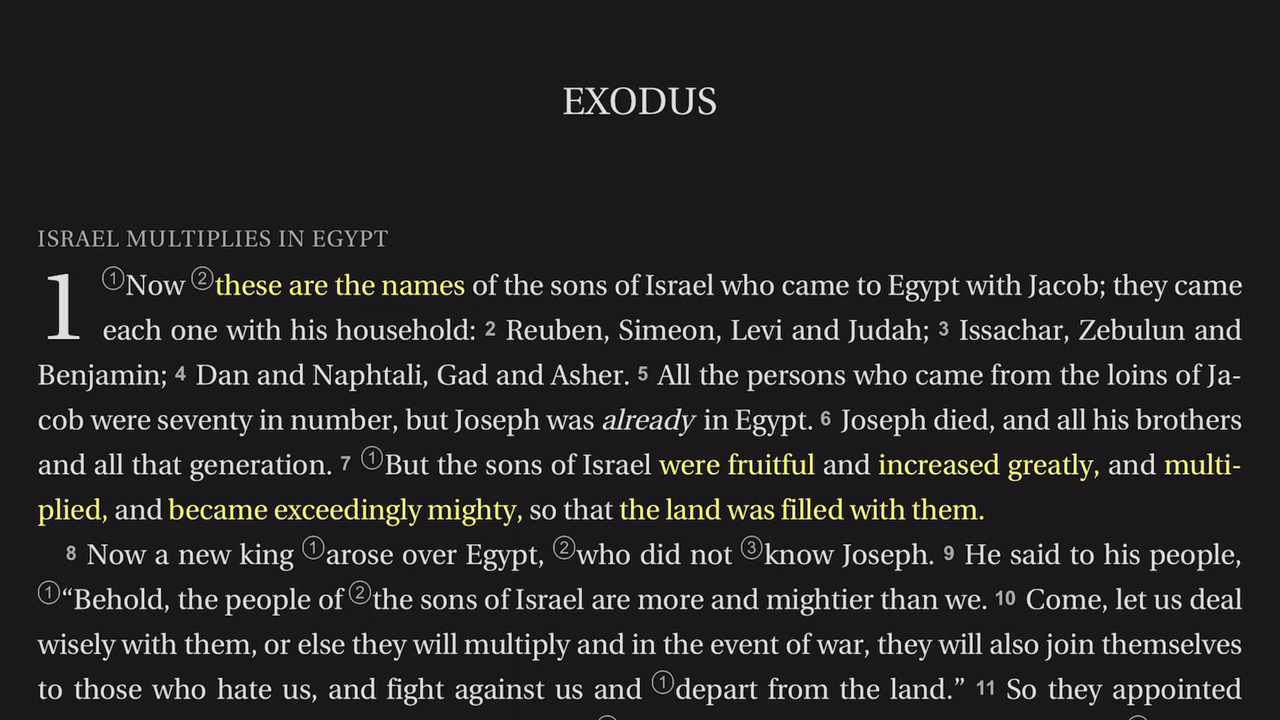 EXODUS
ISRAEL MULTIPLIES IN EGYPT
1 ①Now ②these are the names of the sons of Israel who came to Egypt with Jacob; they came
each one with his household: 2 Reuben, Simeon, Levi and Judah; 3 Issachar, Zebulun and
Benjamin; 4 Dan and Naphtali, Gad and Asher. 5 All the persons who came from the loins of Ja-
cob were seventy in number, but Joseph was already in Egypt. 6 Joseph died, and all his brothers
and all that generation. 7 ①But the sons of Israel were fruitful and increased greatly, and multi-
plied, and became exceedingly mighty, so that the land was filled with them.
8 Now a new king ①arose over Egypt, ②who did not ③know Joseph. 9 He said to his people,
①“Behold, the people of ②the sons of Israel are more and mightier than we. 10 Come, let us deal
wisely with them, or else they will multiply and in the event of war, they will also join themselves
to those who hate us, and fight against us and ①depart from the land.” 11 So they appointed